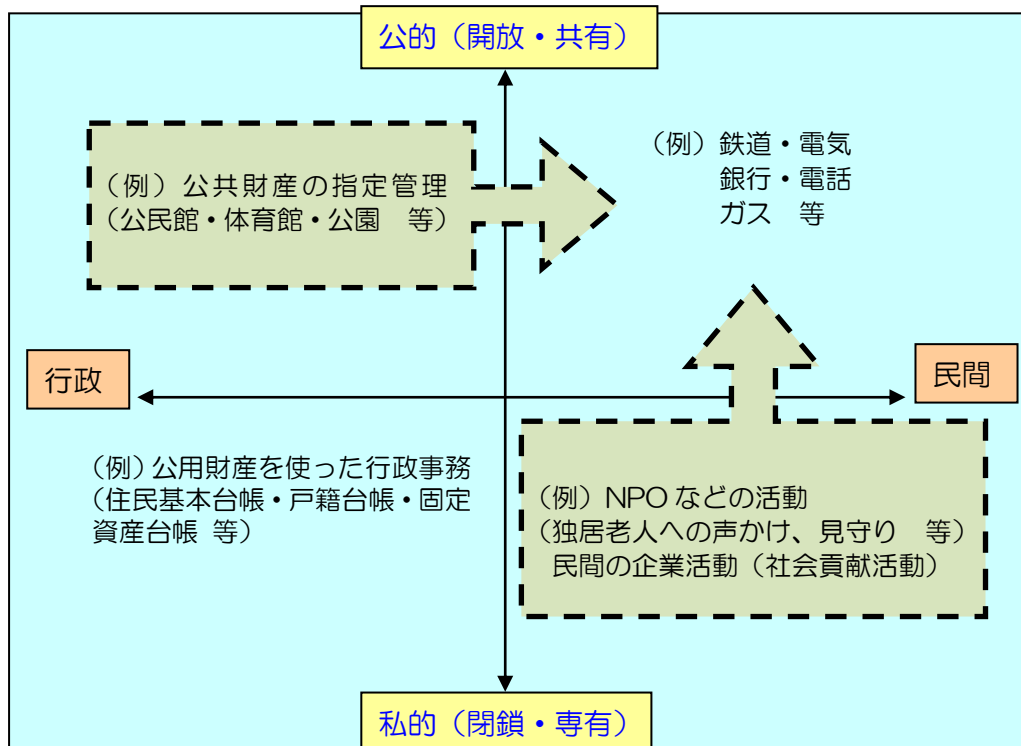 公的（開放・共有）
（例）公共財産の指定管理
（公民館・体育館・公園　等）
（例）鉄道・電気
銀行・電話
ガス　等
行政
民間
（例）公用財産を使った行政事務
（住民基本台帳・戸籍台帳・固定
資産台帳 等）
（例）NPO などの活動
（独居老人への声かけ、見守り　等）
民間の企業活動（社会貢献活動）
私的（閉鎖・専有）